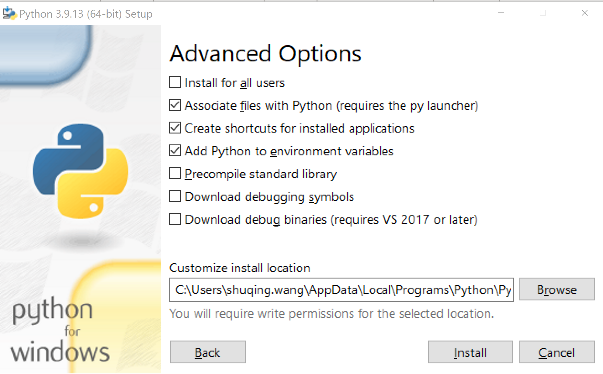 Python 3.9.13 (64-bit) Setup
Advanced Options
Install for all users
Associate files with Python (requires the py launcher)
Create shortcuts for installed applications
Add Python to environment variables
Precompile standard library
Download debugging symbols
Download debug binaries (requires VS 2017 or later)
Customize install location
C:\Users\shuqing.wang\AppData\Local\Programs\Python\Py
Browse
You will require write permissions for the selected location.
python
for
windows
Back
Install
Cancel